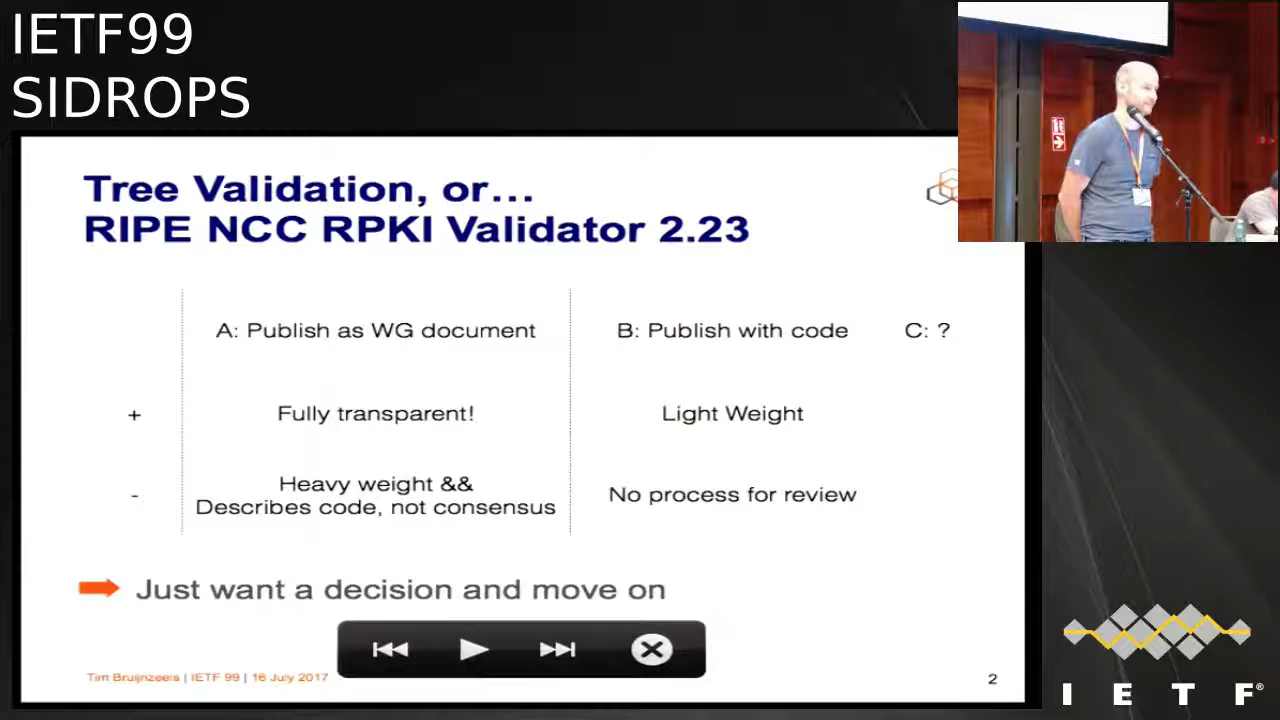 IETF99
SIDROPS
Tree Validation, or...
RIPE NCC RPKI Validator 2.23
A: Publish as WG document
B: Publish with code
C: ?
+
Fully transparent!
Light Weight
-
Heavy weight &&
Describes code, not consensus
No process for review
Just want a decision and move on
Tim Bruijnzeels | IETF 99 | 16 July 2017
2
I E T F®